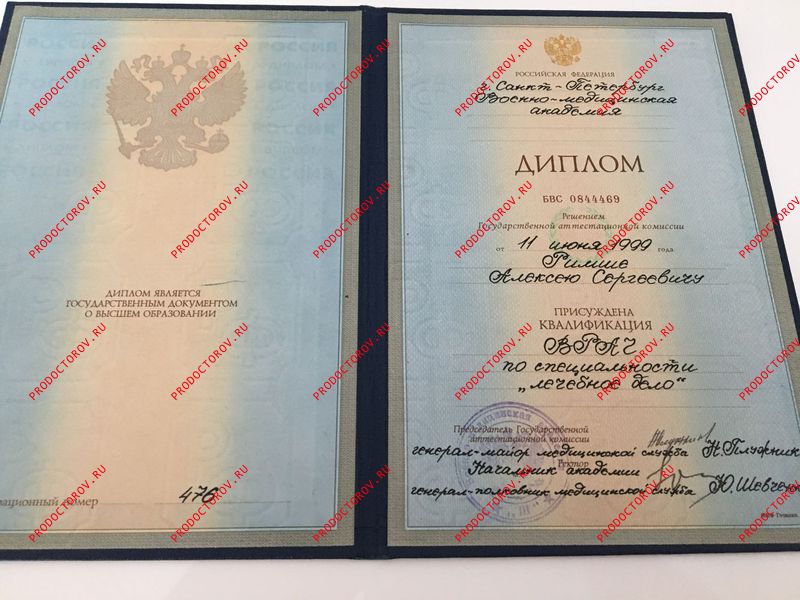 ДИПЛОМ ЯВЛЯЕТСЯ
ГОСУДАРСТВЕННЫМ ДОКУМЕНТОМ
О ВЫСШЕМ ОБРАЗОВАНИИ
номер 476
РОССИЙСКАЯ ФЕДЕРАЦИЯ
г. Санкт-Петербург
Военно-медицинская
академия
ДИПЛОМ
БВС 0844469
Решением
Государственной аттестационной комиссии
от 11 июня 1999 года
Римше
Алексею Сергеевичу
ПРИСУЖДЕНА
КВАЛИФИКАЦИЯ
ВРАЧ
по специальности
„лечебное дело“
Председатель Государственной
аттестационной комиссии
генерал-майор медицинской службы
Ректор
Начальник академии
генерал-полковник медицинской службы Ю. Шевченко
PRODOCTOROV.RU